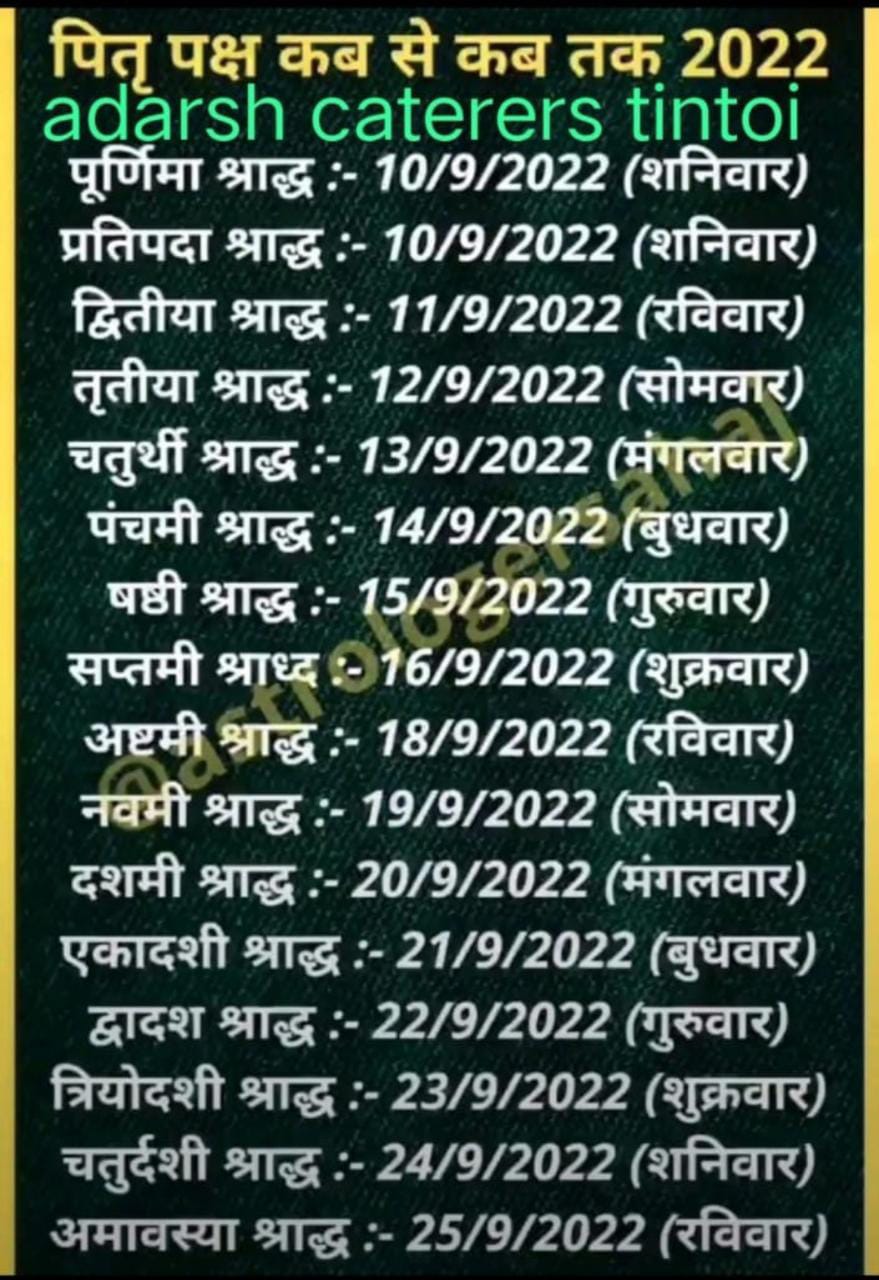 पितृ पक्ष कब से कब तक 2022
adarsh caterers tintoi
पूर्णिमा श्राद्ध :- 10/9/2022 (शनिवार)
प्रतिपदा श्राद्ध :- 10/9/2022 (शनिवार)
द्वितीया श्राद्ध :- 11/9/2022 (रविवार)
तृतीया श्राद्ध :- 12/9/2022 (सोमवार)
चतुर्थी श्राद्ध :- 13/9/2022 (मंगलवार)
पंचमी श्राद्ध :- 14/9/2022 (बुधवार)
षष्ठी श्राद्ध :- 15/9/2022 (गुरुवार)
सप्तमी श्राध्द :- 16/9/2022 (शुक्रवार)
अष्टमी श्राद्ध :- 18/9/2022 (रविवार)
नवमी श्राद्ध :- 19/9/2022 (सोमवार)
दशमी श्राद्ध :- 20/9/2022 (मंगलवार)
एकादशी श्राद्ध :- 21/9/2022 (बुधवार)
द्वादश श्राद्ध :- 22/9/2022 (गुरुवार)
त्रियोदशी श्राद्ध :- 23/9/2022 (शुक्रवार)
चतुर्दशी श्राद्ध :- 24/9/2022 (शनिवार)
अमावस्या श्राद्ध :- 25/9/2022 (रविवार)